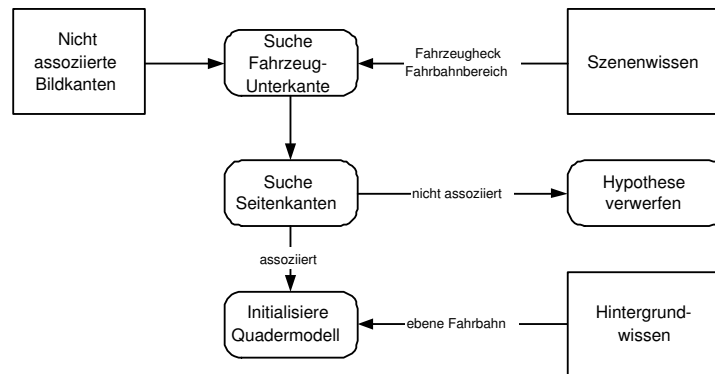 Nicht
assoziierte
Bildkanten
Suche
Fahrzeug-
Unterkante
Fahrzeugheck
Fahrbahnbereich
Szenenwissen
Suche
Seitenkanten
nicht assoziiert
Hypothese
verwerfen
assoziiert
Initialisiere
Quadermodell
ebene Fahrbahn
Hintergrund-
wissen